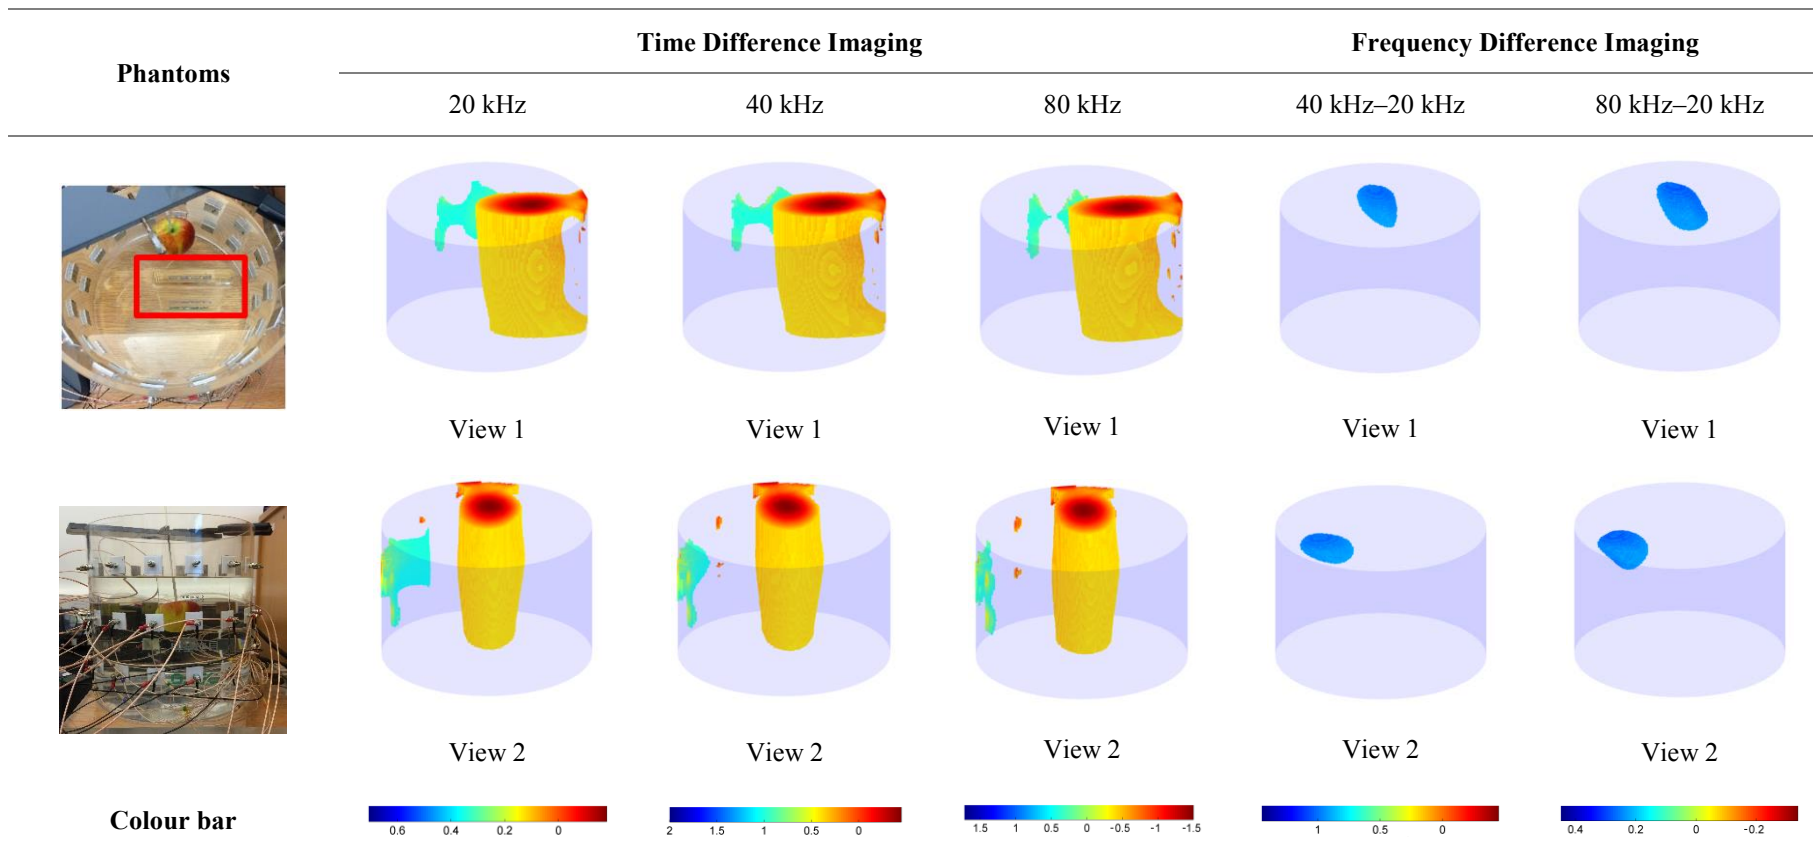 Phantoms
Time Difference Imaging
Frequency Difference Imaging
20 kHz
40 kHz
80 kHz
40 kHz–20 kHz
80 kHz–20 kHz
View 1
View 1
View 1
View 1
View 1
View 2
View 2
View 2
View 2
View 2
Colour bar
0.6 0.4 0.2 0
2 1.5 1 0.5 0
1.5 1 0.5 0 -0.5 -1 -1.5
1 0.5 0
0.4 0.2 0 -0.2